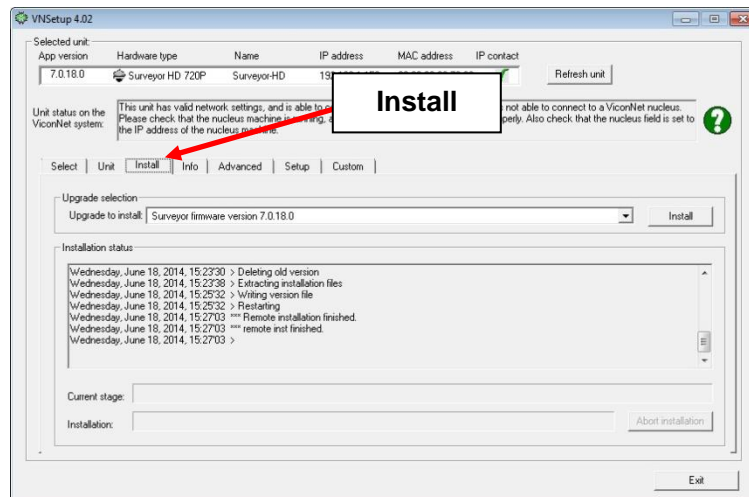 VNSetup 4.02
Selected unit:
App version Hardware type Name IP address MAC address IP contact
7.0.18.0 Surveyor HD 720P Surveyor-HD Refresh unit
Install
Unit status on the ViconNet system:
This unit has valid network settings, and is able to not able to connect to a ViconNet nucleus.
Please check that the nucleus machine is running, properly. Also check that the nucleus field is set to
the IP address of the nucleus machine.
Select Unit Install Info Advanced Setup Custom
Upgrade selection
Upgrade to install: Surveyor firmware version 7.0.18.0 Install
Installation status
Wednesday, June 18, 2014, 15:23'30 > Deleting old version
Wednesday, June 18, 2014, 15:23'38 > Extracting installation files
Wednesday, June 18, 2014, 15:25'32 > Writing version file
Wednesday, June 18, 2014, 15:25'32 > Restarting
Wednesday, June 18, 2014, 15:27'03 *** Remote installation finished.
Wednesday, June 18, 2014, 15:27'03 *** remote inst finished.
Wednesday, June 18, 2014, 15:27'03 >
Current stage:
Installation: Abort installation
Exit